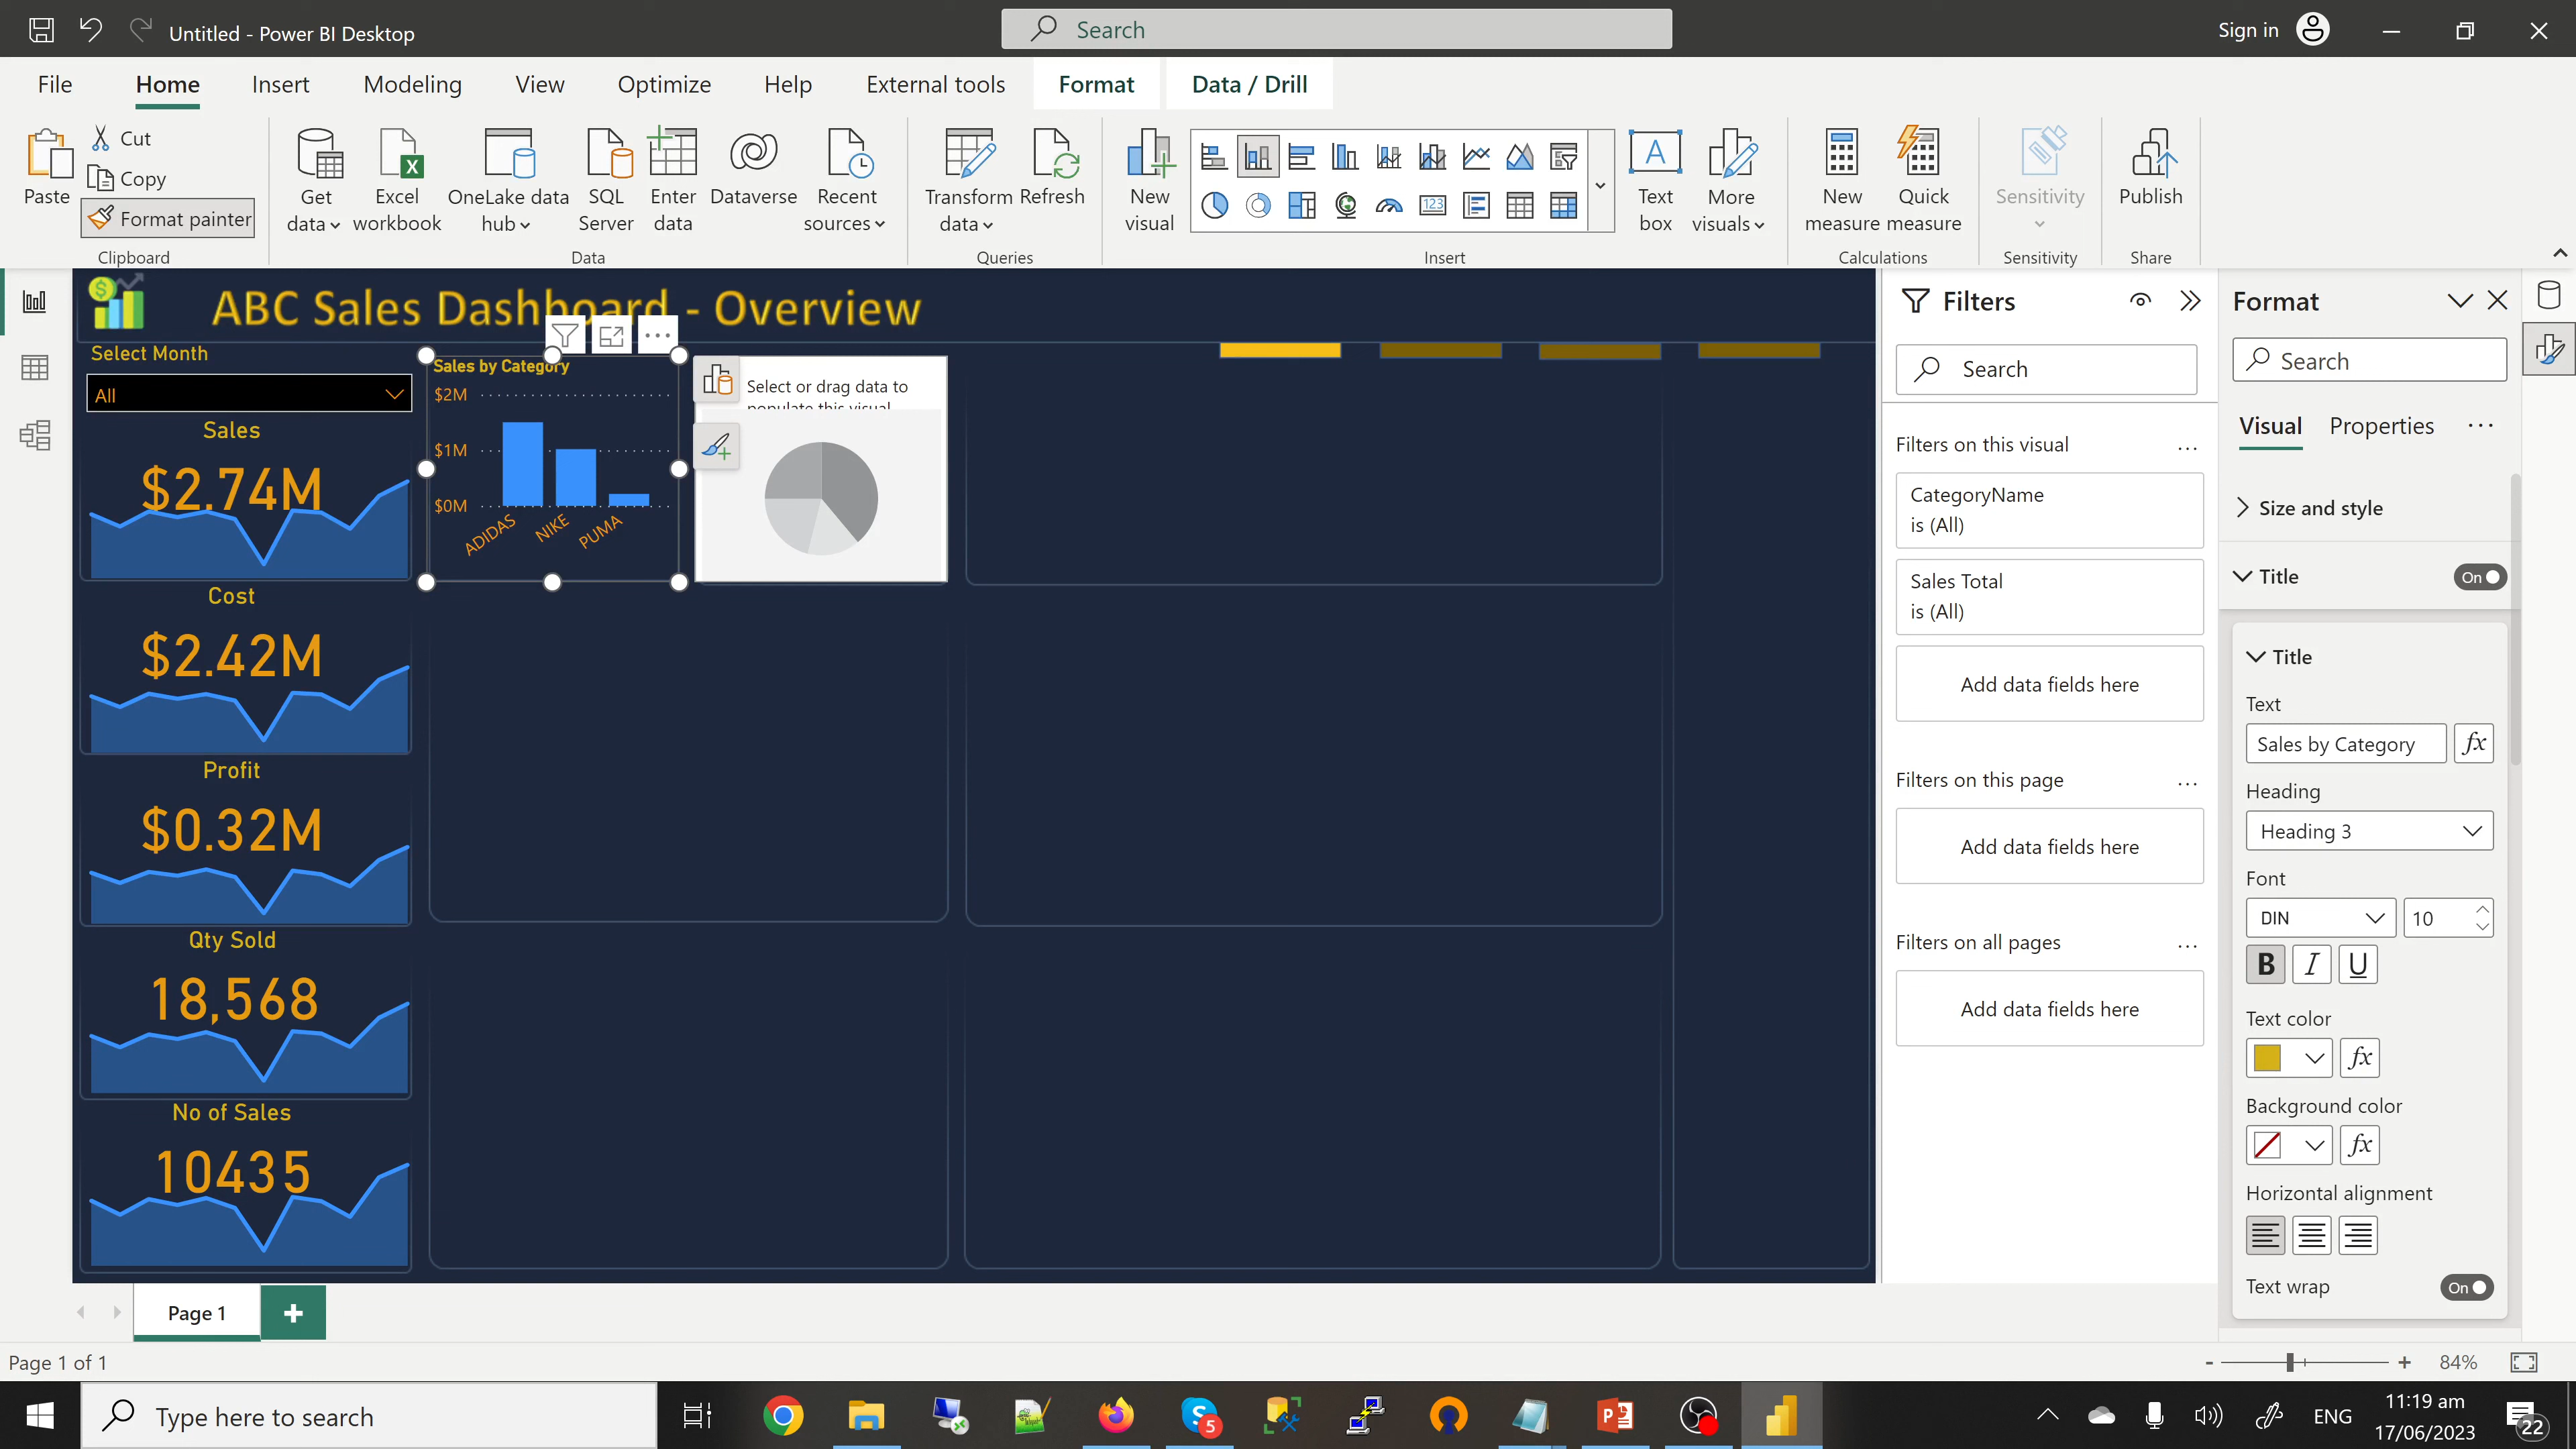 Untitled - Power BI Desktop
Search
Sign in
File
Home
Insert
Modeling
View
Optimize
Help
External tools
Format
Data / Drill
Paste
Cut
Copy
Format painter
Clipboard
Get
data
Excel
workbook
OneLake data
hub
SQL
Server
Enter
data
Dataverse
Recent
sources
Data
Transform
data
Refresh
Queries
New
visual
123
Insert
A
Text
box
More
visuals
New
measure
Quick
measure
Calculations
Sensitivity
Sensitivity
Publish
Share
ABC Sales Dashboard - Overview
Select Month
All
Sales
$2.74M
Cost
$2.42M
Profit
$0.32M
Qty Sold
18,568
No of Sales
10435
Sales by Category
$2M
$1M
$0M
ADIDAS
NIKE
PUMA
Select or drag data to
populate this visual
Filters
Search
Filters on this visual
CategoryName
is (All)
Sales Total
is (All)
Add data fields here
Filters on this page
Add data fields here
Filters on all pages
Add data fields here
Format
Search
Visual
Properties
Size and style
Title
On
Title
Text
Sales by Category
fx
Heading
Heading 3
Font
DIN
10
B
I
U
Text color
fx
Background color
fx
Horizontal alignment
Text wrap
On
Page 1
Page 1 of 1
- + 84%
Type here to search
5
ENG
11:19 am
17/06/2023
22